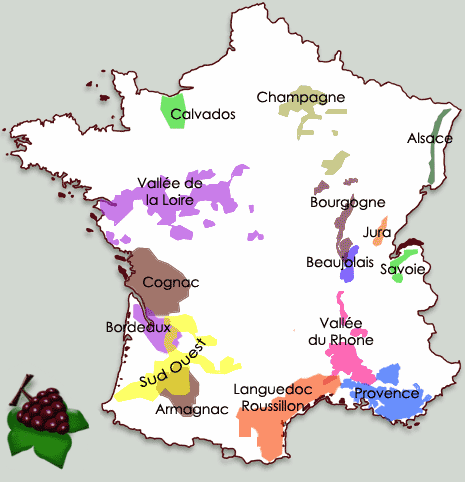 Champagne
Calvados
Alsace
Vallée de
la Loire
Bourgogne
Jura
Beaujolais
Savoie
Cognac
Bordeaux
Vallée
du Rhone
Sud Ouest
Languedoc
Roussillon
Provence
Armagnac